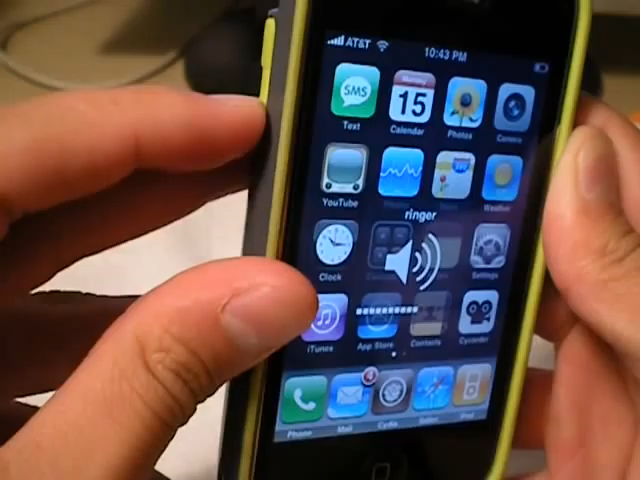 AT&T 10:43 PM
SMS Monday 15
Text Calendar Photos Camera
YouTube Weather
ringer
Clock Settings
iTunes App Store Contacts Cycorder
4
Phone Mail Cydia Safari iPod